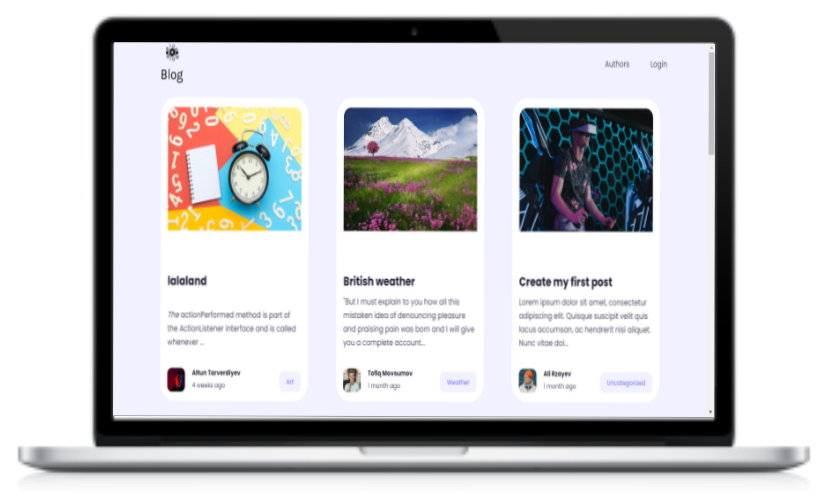 Blog
Authors
Login
lalaland
The actionPerformed method is part of
the ActionListener interface and is called
whenever ...
Altun Tarverdiyev
4 weeks ago
Art
British weather
"But I must explain to you how all this
mistaken idea of denouncing pleasure
and praising pain was born and I will give
you a complete account...
Tofiq Movsumov
1 month ago
Weather
Create my first post
Lorem ipsum dolor sit amet, consectetur
adipiscing elit. Quisque suscipit velit quis
lacus accumsan, ac hendrerit nisi aliquet.
Nunc vitae dol...
Ali Rzayev
1 month ago
Uncategorized